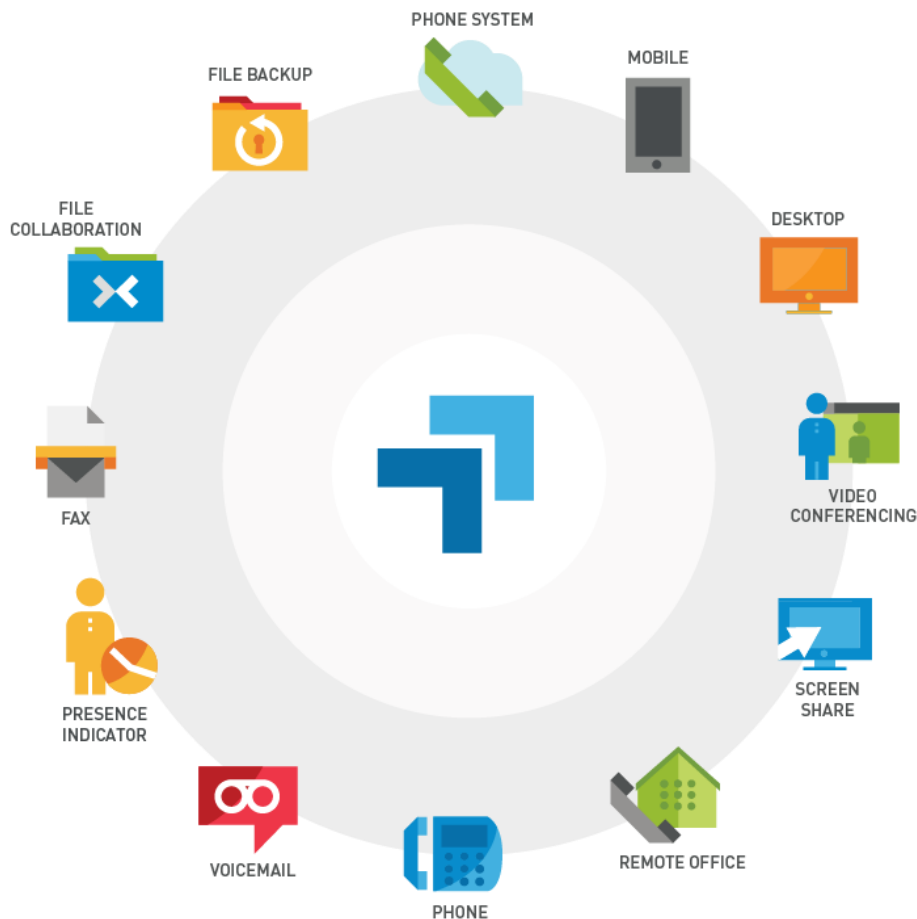 PHONE SYSTEM
MOBILE
FILE BACKUP
DESKTOP
FILE
COLLABORATION
VIDEO
CONFERENCING
FAX
SCREEN
SHARE
PRESENCE
INDICATOR
REMOTE OFFICE
VOICEMAIL
PHONE